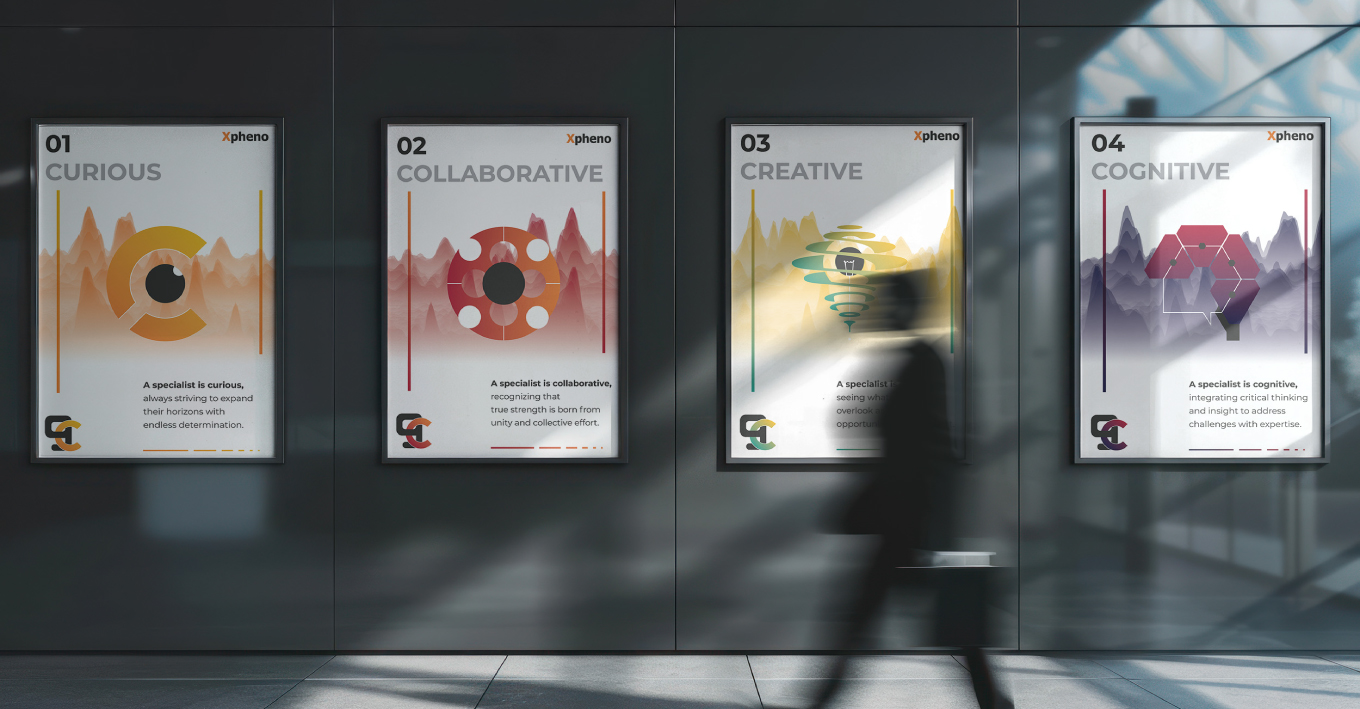 01
Xpheno
CURIOUS
A specialist is curious,
always striving to expand
their horizons with
endless determination.
02
Xpheno
COLLABORATIVE
A specialist is collaborative,
recognizing that
true strength is born from
unity and collective effort.
03
Xpheno
CREATIVE
A specialist
seeing
overlook
04
Xpheno
COGNITIVE
A specialist is cognitive,
integrating critical thinking
and insight to address
challenges with expertise.